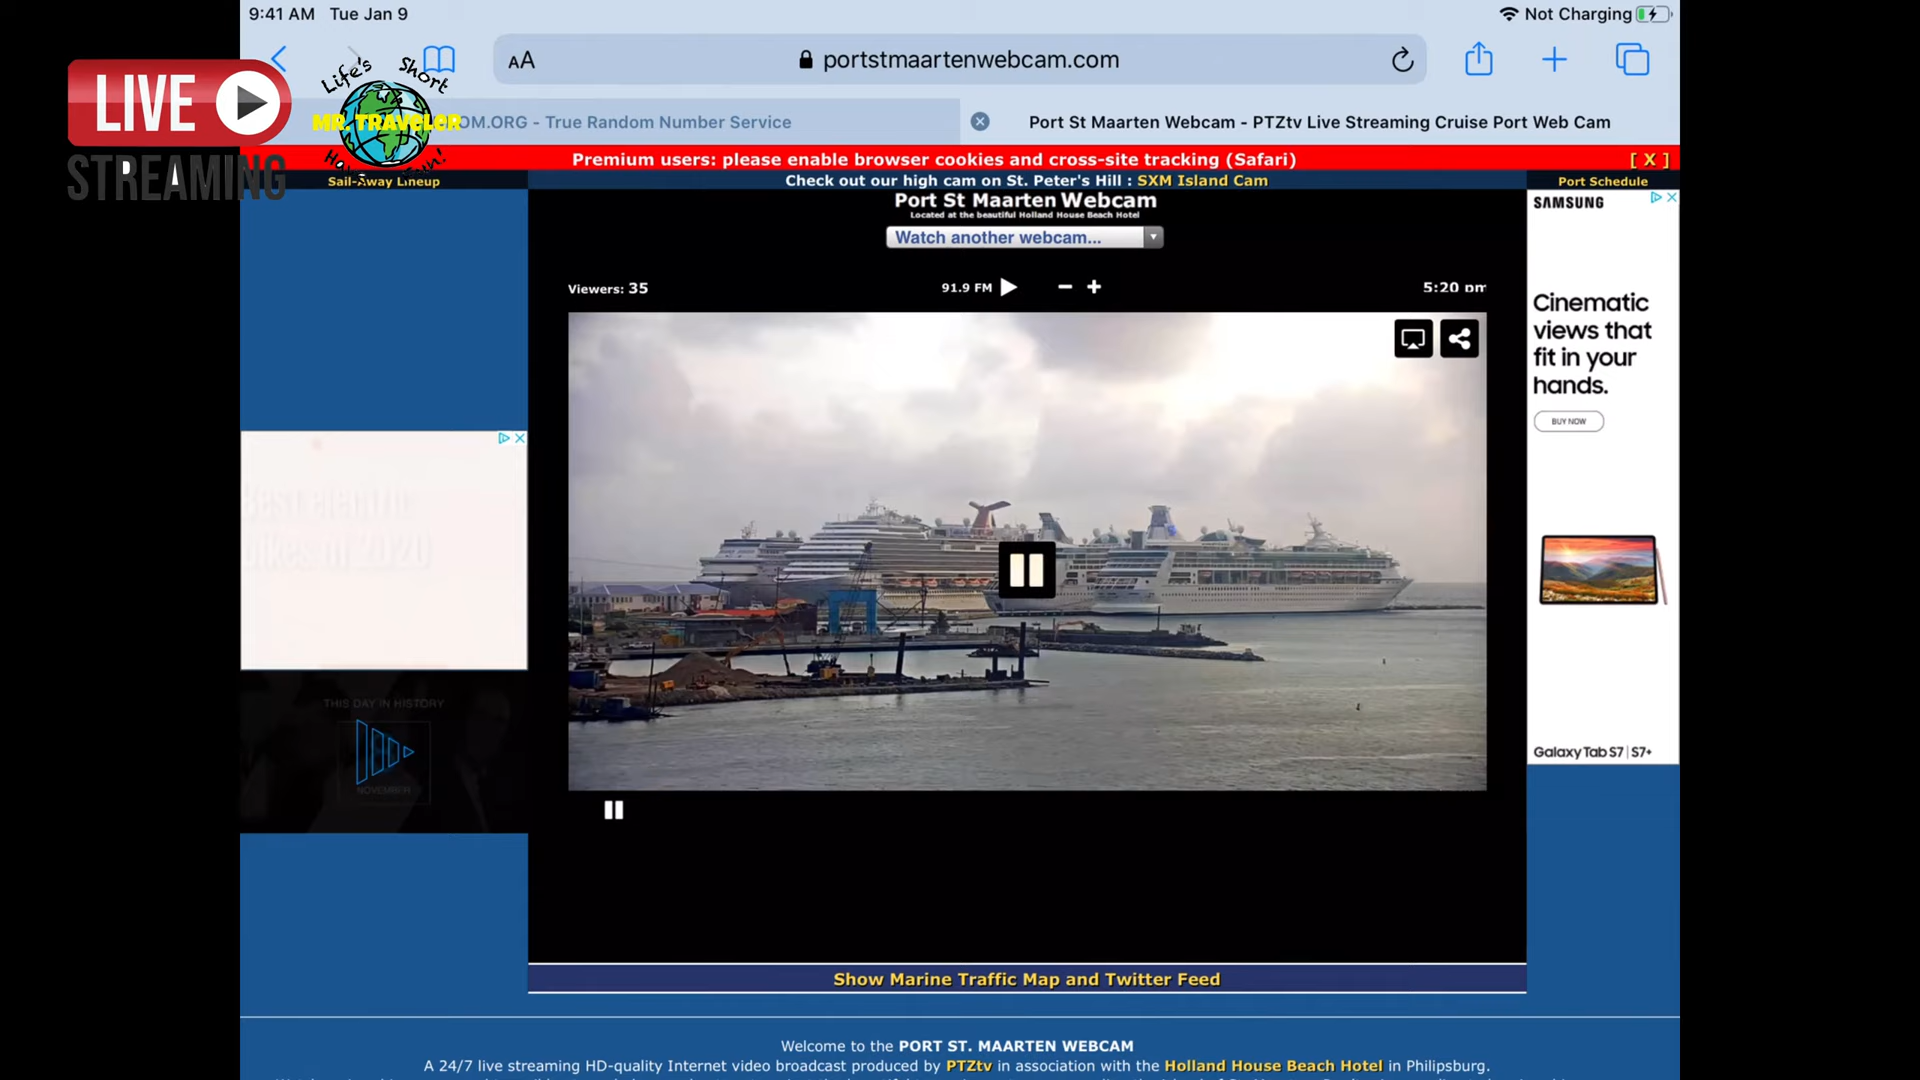 9:41 AM Tue Jan 9
Not Charging
AA
portstmaartenwebcam.com
LIVE
STREAMING
Life's Short
MR. TRAVELER
OM.ORG - True Random Number Service
Port St Maarten Webcam - PTZtv Live Streaming Cruise Port Web Cam
Premium users: please enable browser cookies and cross-site tracking (Safari)
[ X ]
Sail-Away Lineup
Check out our high cam on St. Peter's Hill : SXM Island Cam
Port Schedule
Port St Maarten Webcam
Located at the beautiful Holland House Beach Hotel
Watch another webcam...
Viewers: 35
91.9 FM
5:20 pm
SAMSUNG
Cinematic
views that
fit in your
hands.
BUY NOW
Galaxy Tab S7 | S7+
Best electric
bikes of 2020
THIS DAY IN HISTORY
NOVEMBER
Show Marine Traffic Map and Twitter Feed
Welcome to the PORT ST. MAARTEN WEBCAM
A 24/7 live streaming HD-quality Internet video broadcast produced by PTZtv in association with the Holland House Beach Hotel in Philipsburg.